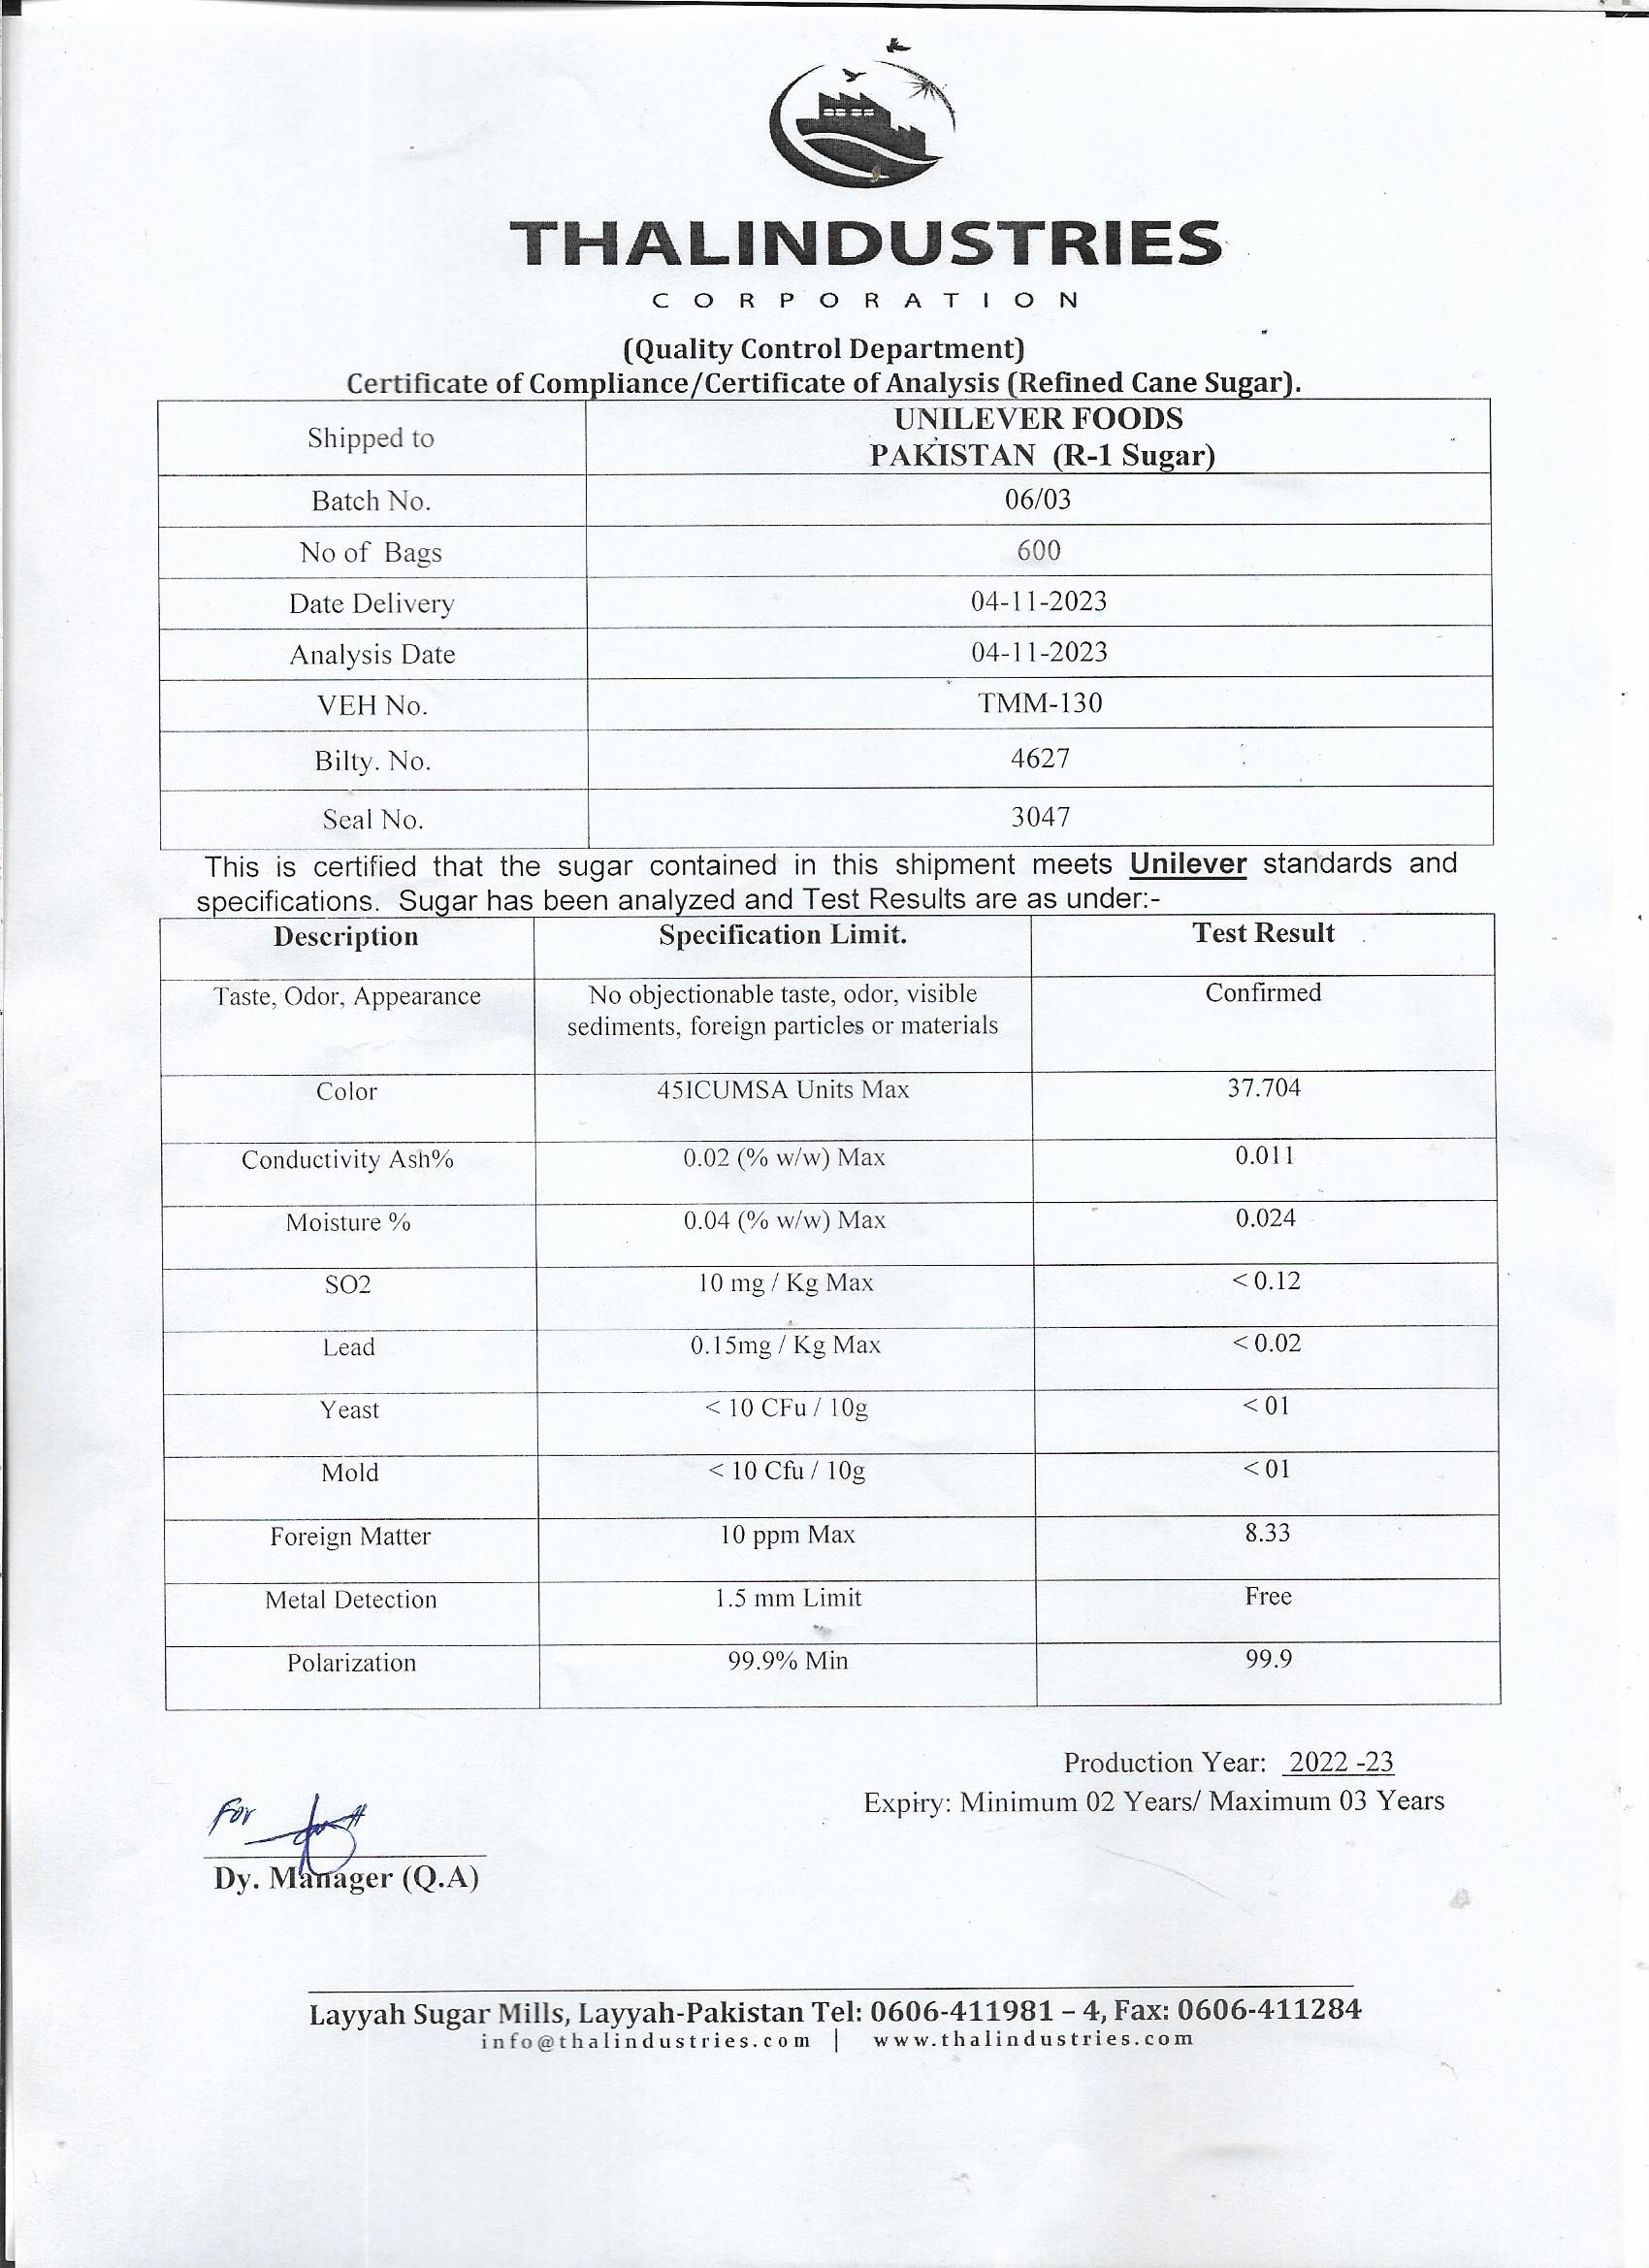 THALINDUSTRIES
CORPORATION
(Quality Control Department)
Certificate of Compliance/Certificate of Analysis (Refined Cane Sugar).
Shipped to UNILEVER FOODS
PAKISTAN (R-1 Sugar)
Batch No. 06/03
No of Bags 600
Date Delivery 04-11-2023
Analysis Date 04-11-2023
VEH No. TMM-130
Bilty. No. 4627
Seal No. 3047
This is certified that the sugar contained in this shipment meets Unilever standards and
specifications. Sugar has been analyzed and Test Results are as under:-
Description Specification Limit. Test Result
Taste, Odor, Appearance No objectionable taste, odor, visible Confirmed
sediments, foreign particles or materials
Color 45ICUMSA Units Max 37.704
Conductivity Ash% 0.02 (% w/w) Max 0.011
Moisture % 0.04 (% w/w) Max 0.024
SO2 10 mg / Kg Max < 0.12
Lead 0.15mg / Kg Max < 0.02
Yeast < 10 CFu / 10g < 01
Mold < 10 Cfu / 10g < 01
Foreign Matter 10 ppm Max 8.33
Metal Detection 1.5 mm Limit Free
Polarization 99.9% Min 99.9
Production Year: 2022 -23
Expiry: Minimum 02 Years/ Maximum 03 Years
For
Dy. Manager (Q.A)
Layyah Sugar Mills, Layyah-Pakistan Tel: 0606-411981 – 4, Fax: 0606-411284
info@thalindustries.com | www.thalindustries.com